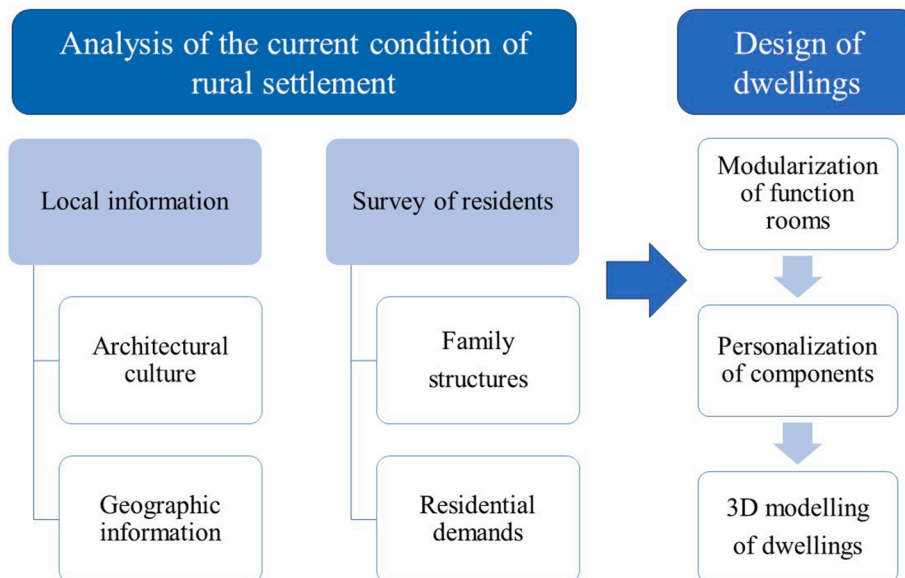 Analysis of the current condition of
rural settlement
Design of
dwellings
Local information
Survey of residents
Modularization
of function
rooms
Architectural
culture
Family
structures
Personalization
of components
Geographic
information
Residential
demands
3D modelling
of dwellings